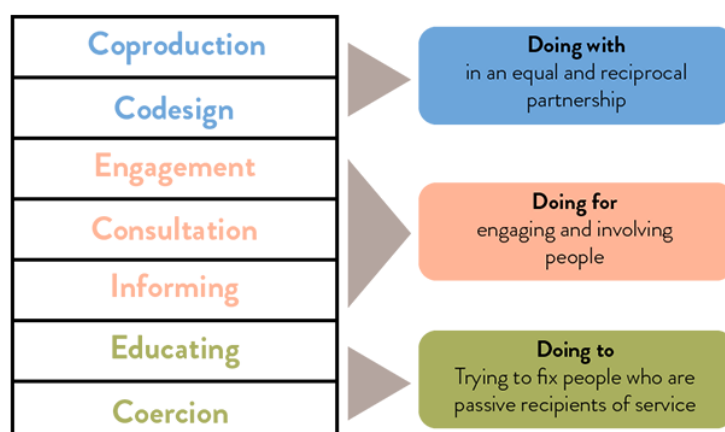 Coproduction
Codesign
Engagement
Consultation
Informing
Educating
Coercion
Doing with
in an equal and reciprocal
partnership
Doing for
engaging and involving
people
Doing to
Trying to fix people who are
passive recipients of service